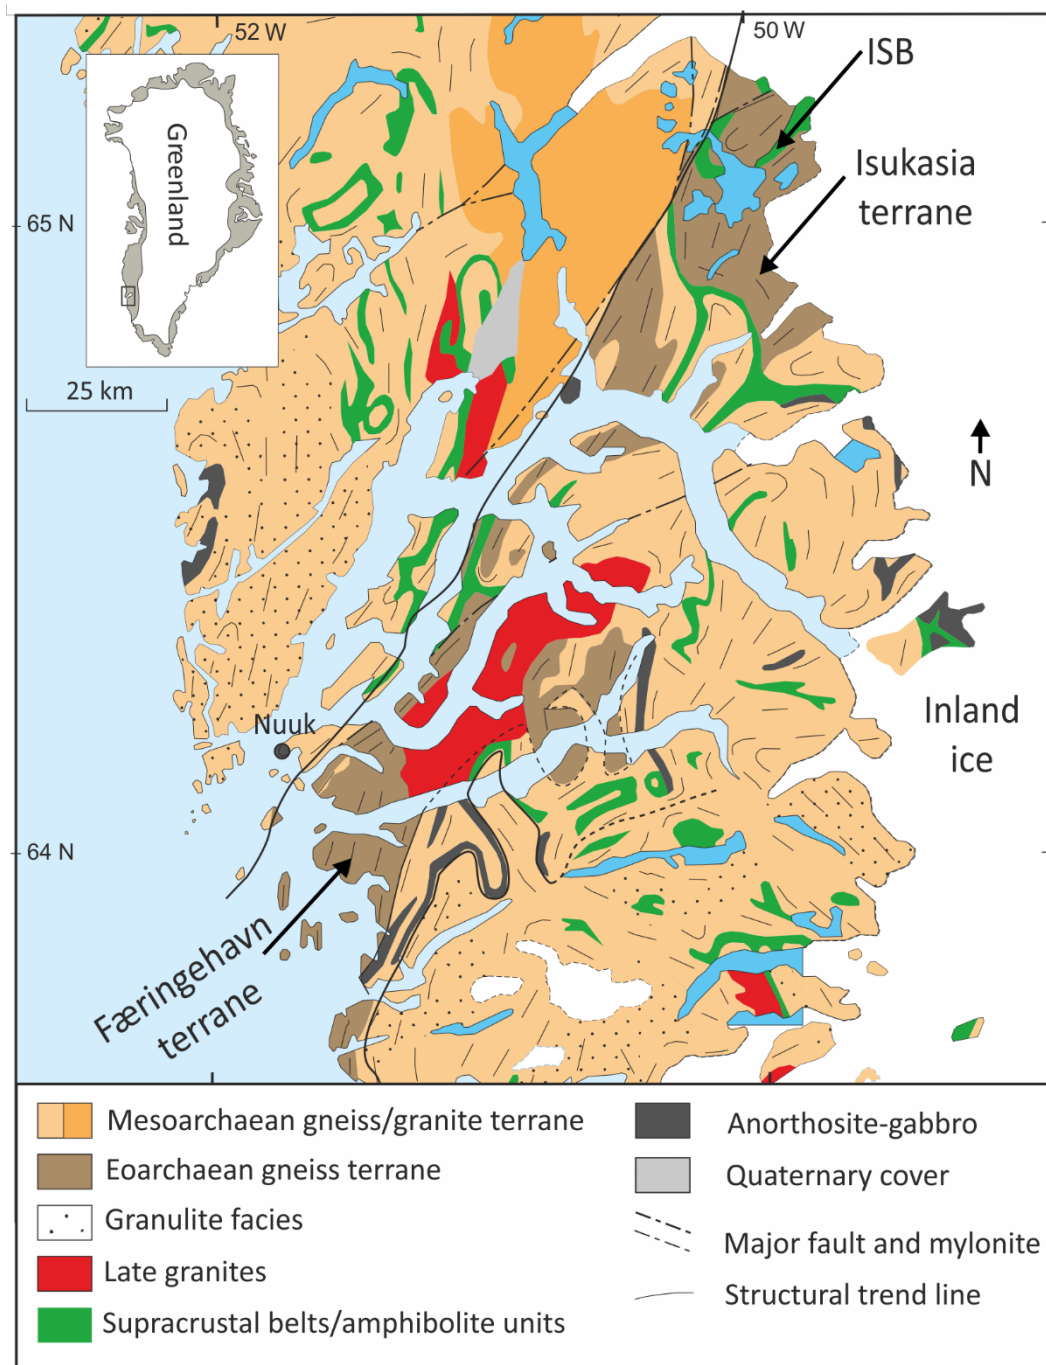 52 W
50 W
ISB
Isukasia
terrane
Greenland
65 N
25 km
N
Nuuk
Inland
ice
64 N
Færingehavn
terrane
Mesoarchaean gneiss/granite terrane
Eoarchaean gneiss terrane
Granulite facies
Late granites
Supracrustal belts/amphibolite units
Anorthosite-gabbro
Quaternary cover
Major fault and mylonite
Structural trend line